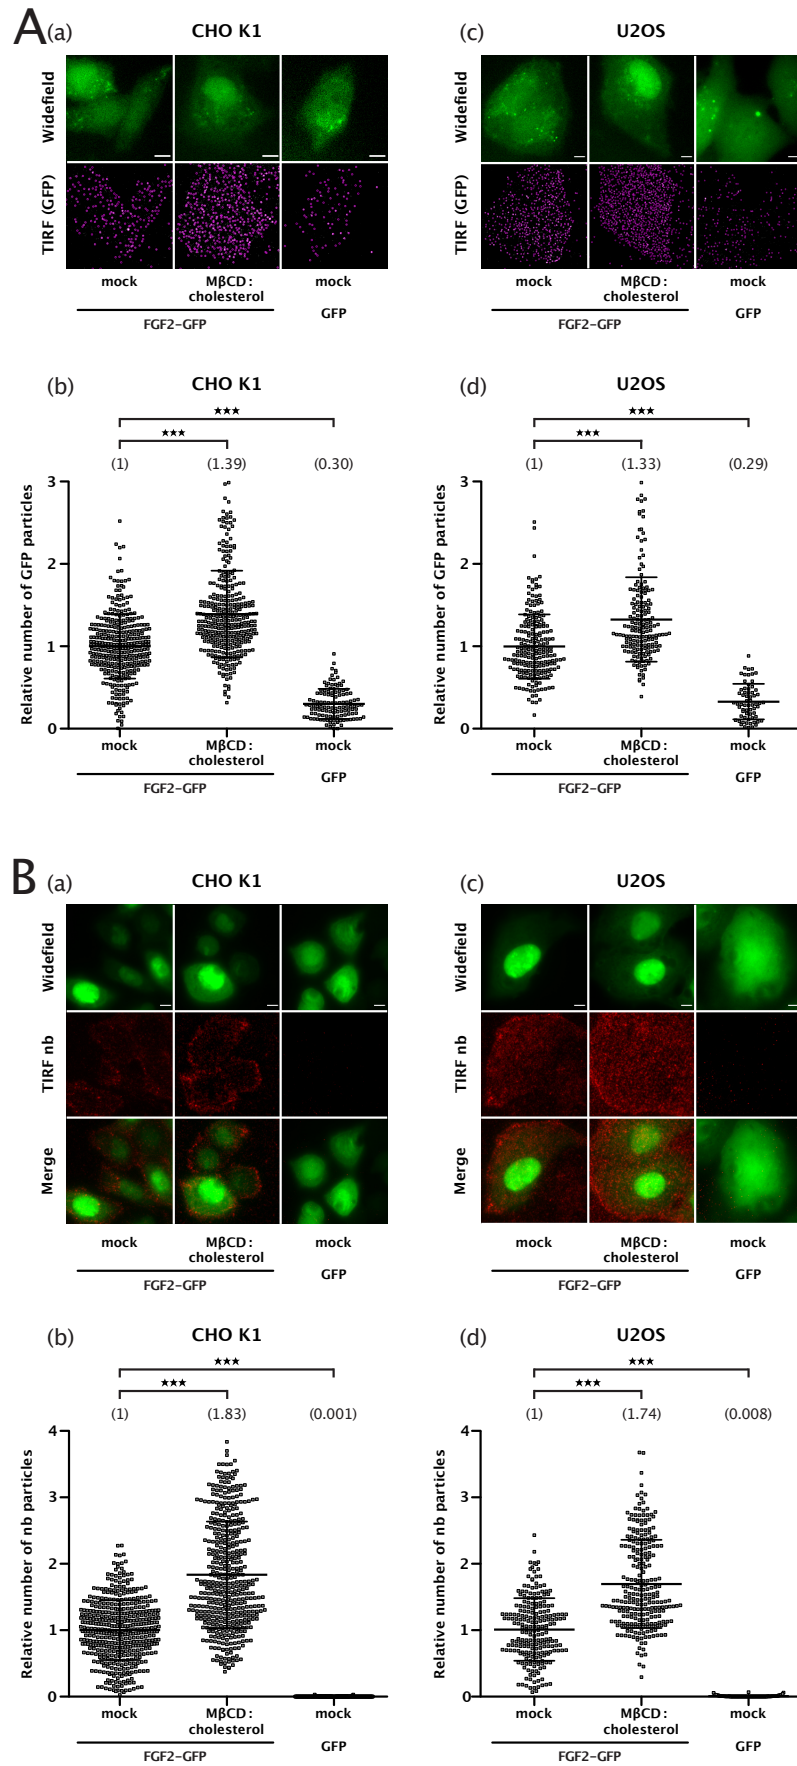 A
(a)
CHO K1
(c)
U2OS
Widefield
TIRF (GFP)
mock
MβCD:
cholesterol
mock
FGF2-GFP
GFP
Widefield
TIRF (GFP)
mock
MβCD:
cholesterol
mock
FGF2-GFP
GFP
(b)
CHO K1
★★★
★★★
(1)
(1.39)
(0.30)
Relative number of GFP particles
3
2
1
0
mock
MβCD:
cholesterol
mock
FGF2-GFP
GFP
(d)
U2OS
★★★
★★★
(1)
(1.33)
(0.29)
Relative number of GFP particles
3
2
1
0
mock
MβCD:
cholesterol
mock
FGF2-GFP
GFP
B
(a)
CHO K1
(c)
U2OS
Widefield
TIRF nb
Merge
mock
MβCD:
cholesterol
mock
FGF2-GFP
GFP
Widefield
TIRF nb
Merge
mock
MβCD:
cholesterol
mock
FGF2-GFP
GFP
(b)
CHO K1
★★★
★★★
(1)
(1.83)
(0.001)
Relative number of nb particles
4
3
2
1
0
mock
MβCD:
cholesterol
mock
FGF2-GFP
GFP
(d)
U2OS
★★★
★★★
(1)
(1.74)
(0.008)
Relative number of nb particles
4
3
2
1
0
mock
MβCD:
cholesterol
mock
FGF2-GFP
GFP